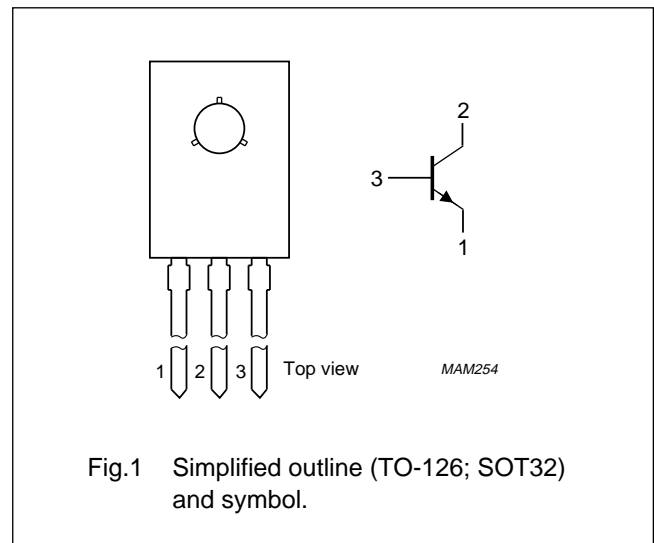 2
3
1
1 2 3 Top view MAM254
Fig.1 Simplified outline (TO-126; SOT32)
and symbol.